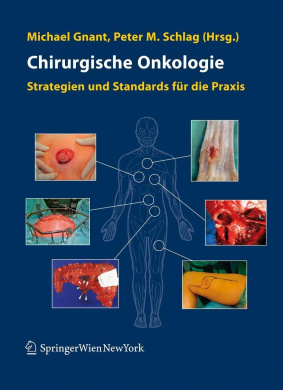 Michael Gnant, Peter M. Schlag (Hrsg.)
Chirurgische Onkologie
Strategien und Standards für die Praxis
SpringerWienNewYork